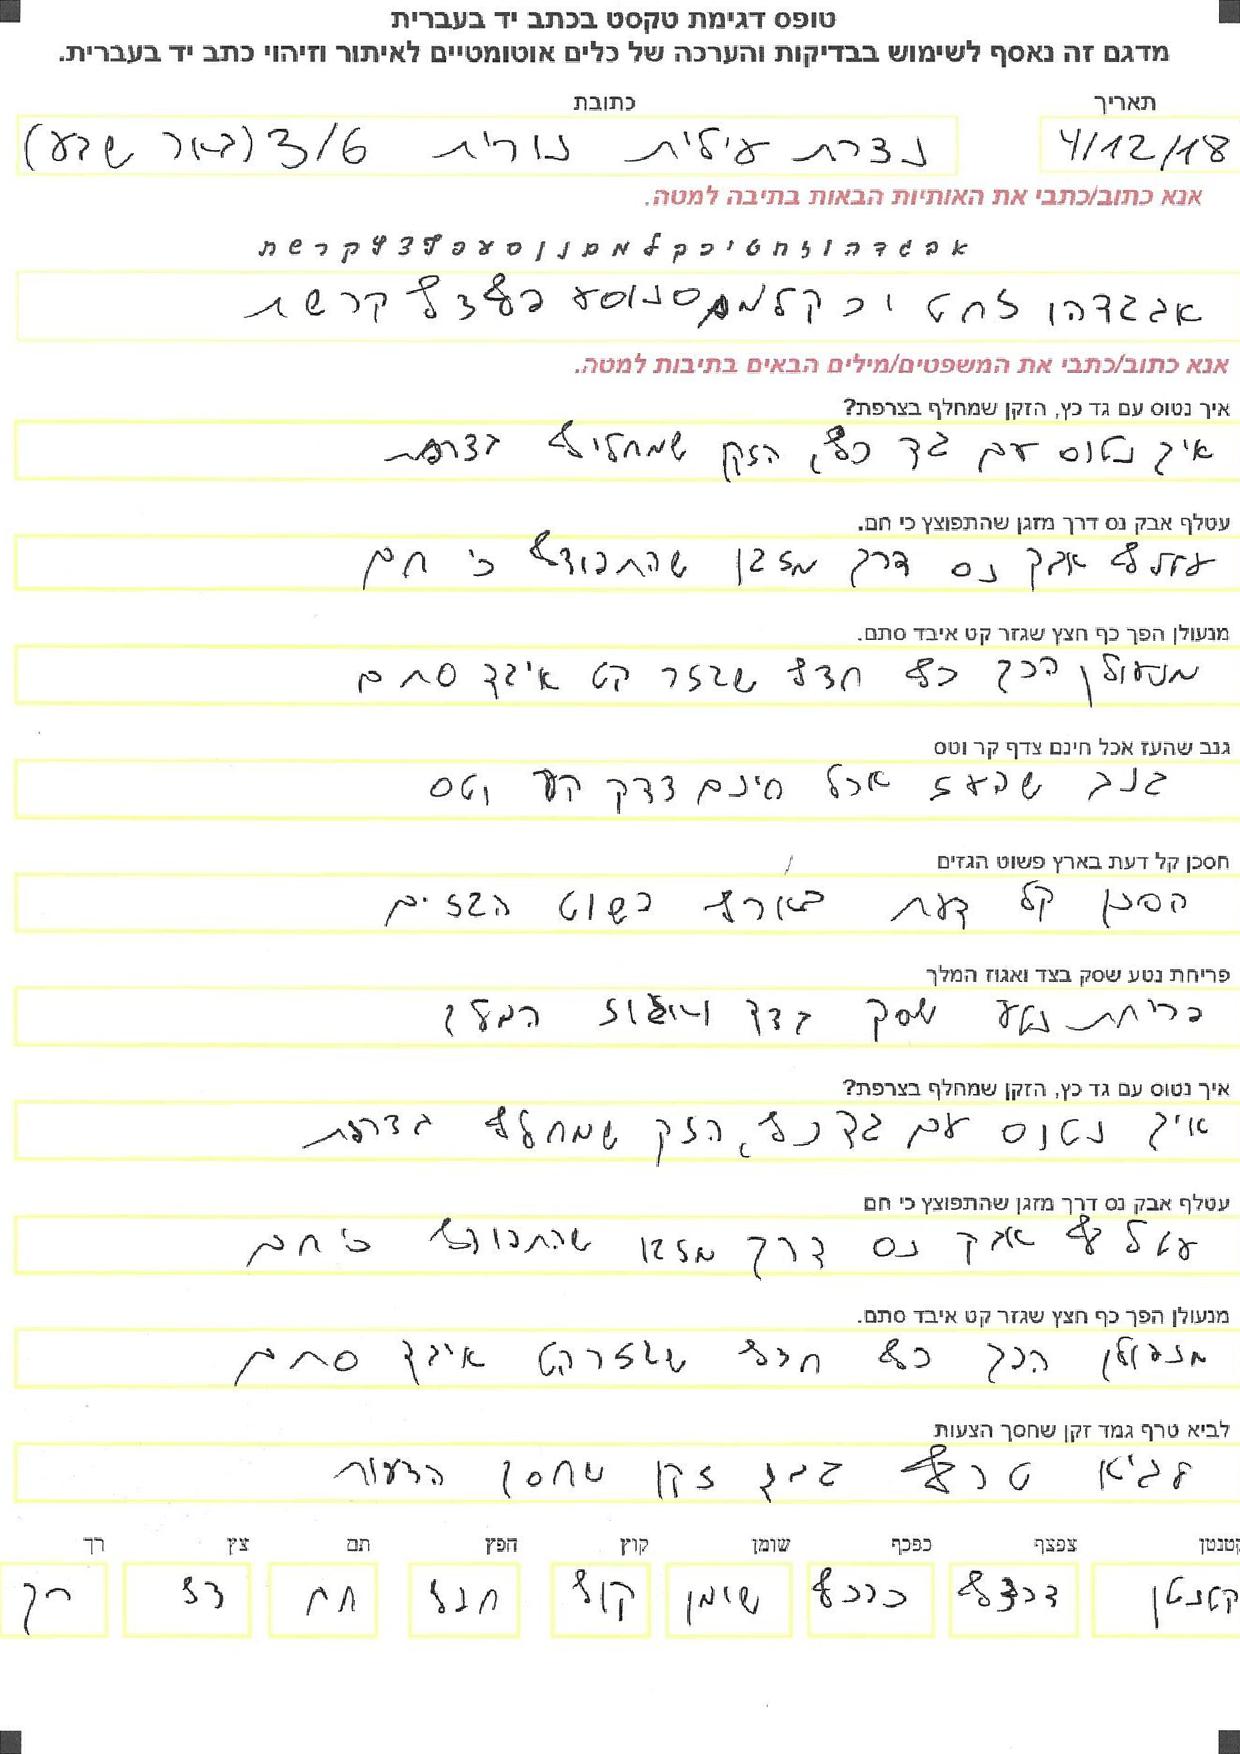 טופס דגימת טקסט בכתב יד בעברית
מדגם זה נאסף לשימוש בבדיקות והערכה של כלים אוטומטיים לאיתור וזיהוי כתב יד בעברית.
תאריך כתובת
4/12/18 נצרת עילית נורית 3/6 (באר שבע)
אנא כתוב/כתבי את האותיות הבאות בתיבה למטה.
א ב ג ד ה ו ז ח ט י כ ך ל מ ם נ ן ס ע פ ף צ ץ ק ר ש ת
אבגדהו זחט י כ ך למם נןסע פףצץ קרשת
אנא כתוב/כתבי את המשפטים/מילים הבאים בתיבות למטה.
איך נטוס עם גד כץ, הזקן שמחלף בצרפת?
איך נטוס עם גד כץ, הזקן שמחליף בצרפת
עטלף אבק נס דרך מזגן שהתפוצץ כי חם.
עטלף אבק נס דרך מזגן שהתפוצץ כי חם
מנעולן הפך כף חצץ שגזר קט איבד סתם.
מנעולן הפך כף חצץ שגזר קט איבד סתם
גנב שהעז אכל חינם צדף קר וטס
גנב שהעז אכל חינם צדק וטס
חסכן קל דעת בארץ פשוט הגזים
חסכן קל דעת בארץ פשוט הגזים
פריחת נטע שסק בצד ואגוז המלך
פריחת נטע שסק בצד ואגוז המלך
איך נטוס עם גד כץ, הזקן שמחלף בצרפת?
איך נטוס עם גד כץ, הזקן שמחלף בצרפת
עטלף אבק נס דרך מזגן שהתפוצץ כי חם
עטלף אבק נס דרך מזגן שהתפוצץ כי חם
מנעולן הפך כף חצץ שגזר קט איבד סתם.
מנעולן הפך כף חצץ שגזר קט איבד סתם
לביא טרף גמד זקן שחסך הצעות
לביא טרף גמד זקן שחסך הצעות
קטנטן צפצף כפכף שומן קוץ חפץ תם צץ רך
קטנטן צפצף כפכף שימן קוץ חפץ תם צץ רך